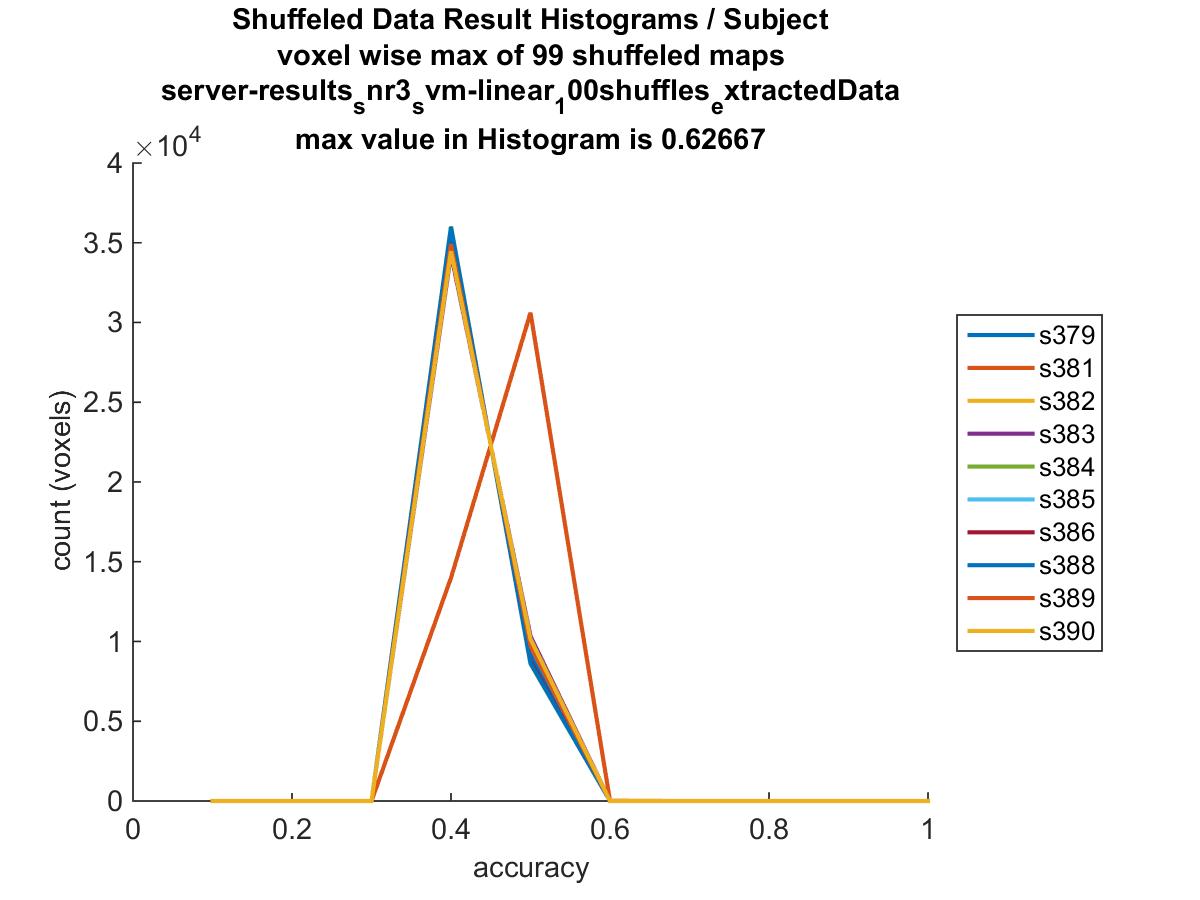 Shuffeled Data Result Histograms / Subject
voxel wise max of 99 shuffeled maps
server-results_snr3_svm-linear_100shuffles_extractedData
max value in Histogram is 0.62667
×10^4
4
3.5
3
2.5
2
1.5
1
0.5
0
count (voxels)
0 0.2 0.4 0.6 0.8 1
accuracy
s379
s381
s382
s383
s384
s385
s386
s388
s389
s390